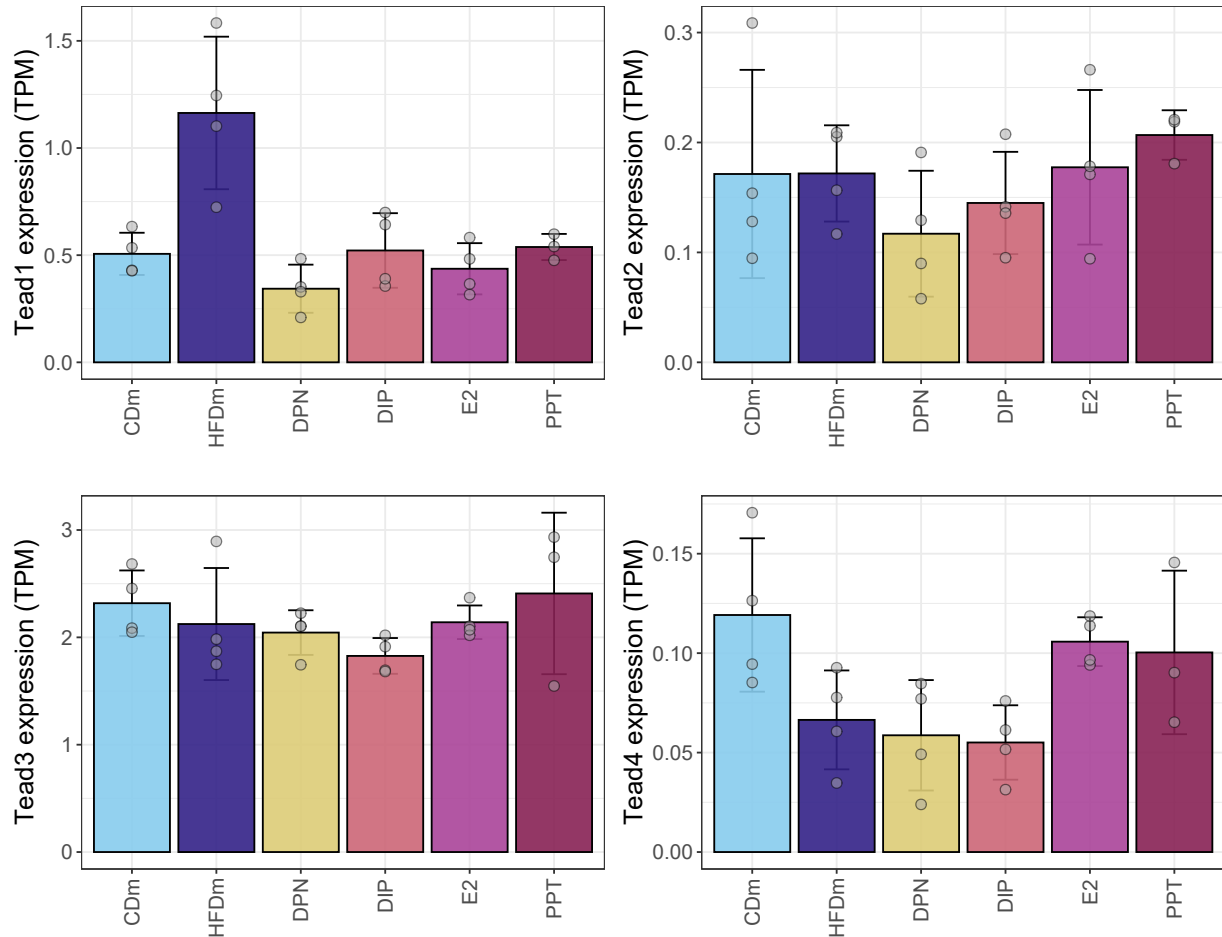 Tead1 expression (TPM)
1.5
1.0
0.5
0.0
CDm
HFDm
DPN
DIP
E2
PPT
Tead2 expression (TPM)
0.3
0.2
0.1
0.0
CDm
HFDm
DPN
DIP
E2
PPT
Tead3 expression (TPM)
3
2
1
0
CDm
HFDm
DPN
DIP
E2
PPT
Tead4 expression (TPM)
0.15
0.10
0.05
0.00
CDm
HFDm
DPN
DIP
E2
PPT